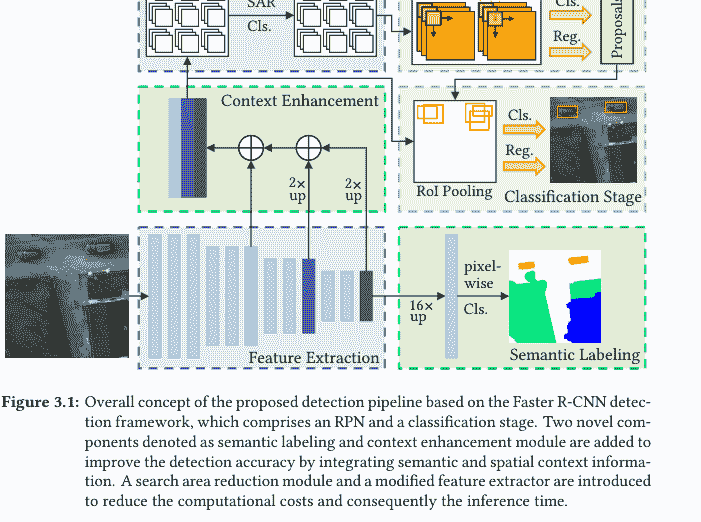 SAR
Cls.
Cls.
Reg.
Proposal
Context Enhancement
2×
up
2×
up
Cls.
Reg.
RoI Pooling
Classification Stage
16×
up
pixel-
wise
Cls.
Feature Extraction
Semantic Labeling
Figure 3.1: Overall concept of the proposed detection pipeline based on the Faster R-CNN detec-
tion framework, which comprises an RPN and a classification stage. Two novel com-
ponents denoted as semantic labeling and context enhancement module are added to
improve the detection accuracy by integrating semantic and spatial context informa-
tion. A search area reduction module and a modified feature extractor are introduced
to reduce the computational costs and consequently the inference time.